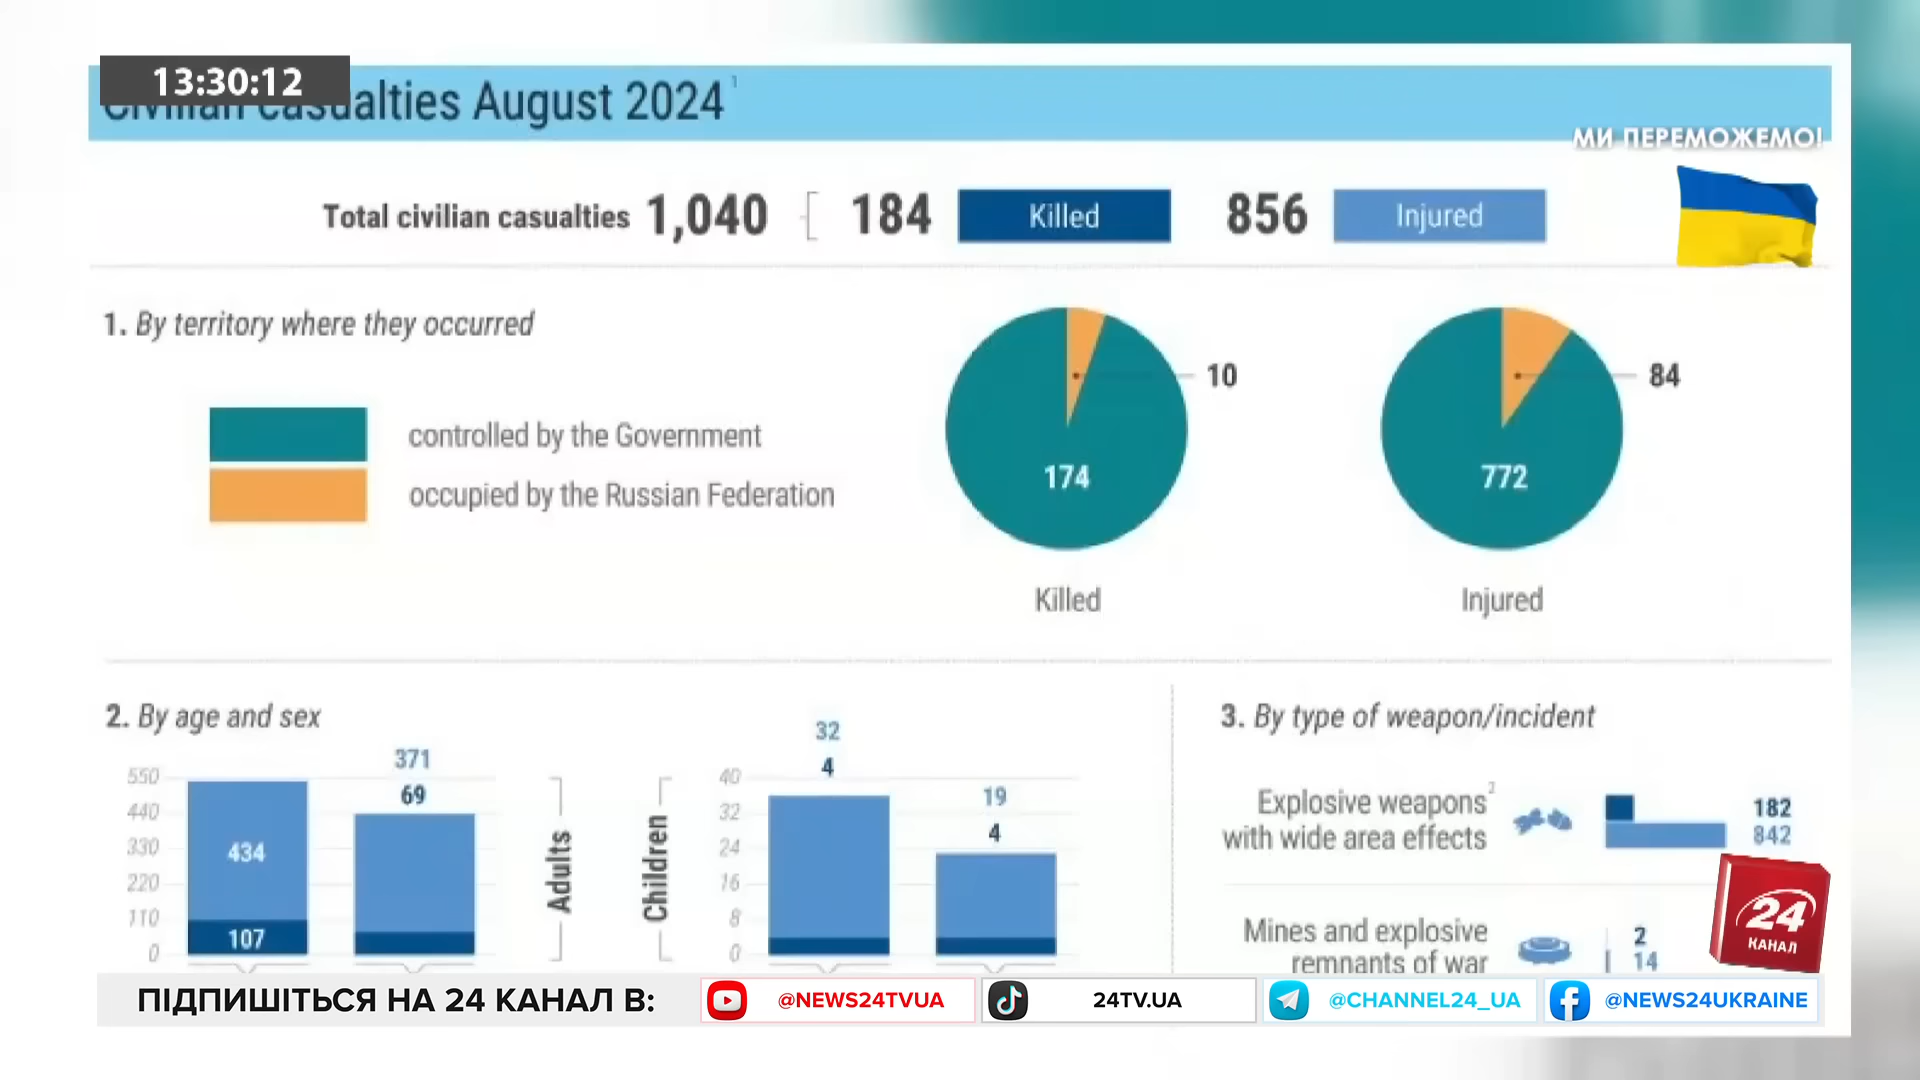 13:30:12
Civilian casualties August 2024 1
МИ ПЕРЕМОЖЕМО!
Total civilian casualties 1,040 184 Killed 856 Injured
1. By territory where they occurred
controlled by the Government
occupied by the Russian Federation
10
174
Killed
84
772
Injured
2. By age and sex
550
440
330
220
110
0
434
107
371
69
Adults
Children
40
32
24
16
8
0
32
4
19
4
3. By type of weapon/incident
Explosive weapons 2
with wide area effects
182
842
Mines and explosive
remnants of war
2
14
24
КАНАЛ
ПІДПИШІТЬСЯ НА 24 КАНАЛ В: @NEWS24TVUA 24TV.UA @CHANNEL24_UA @NEWS24UKRAINE